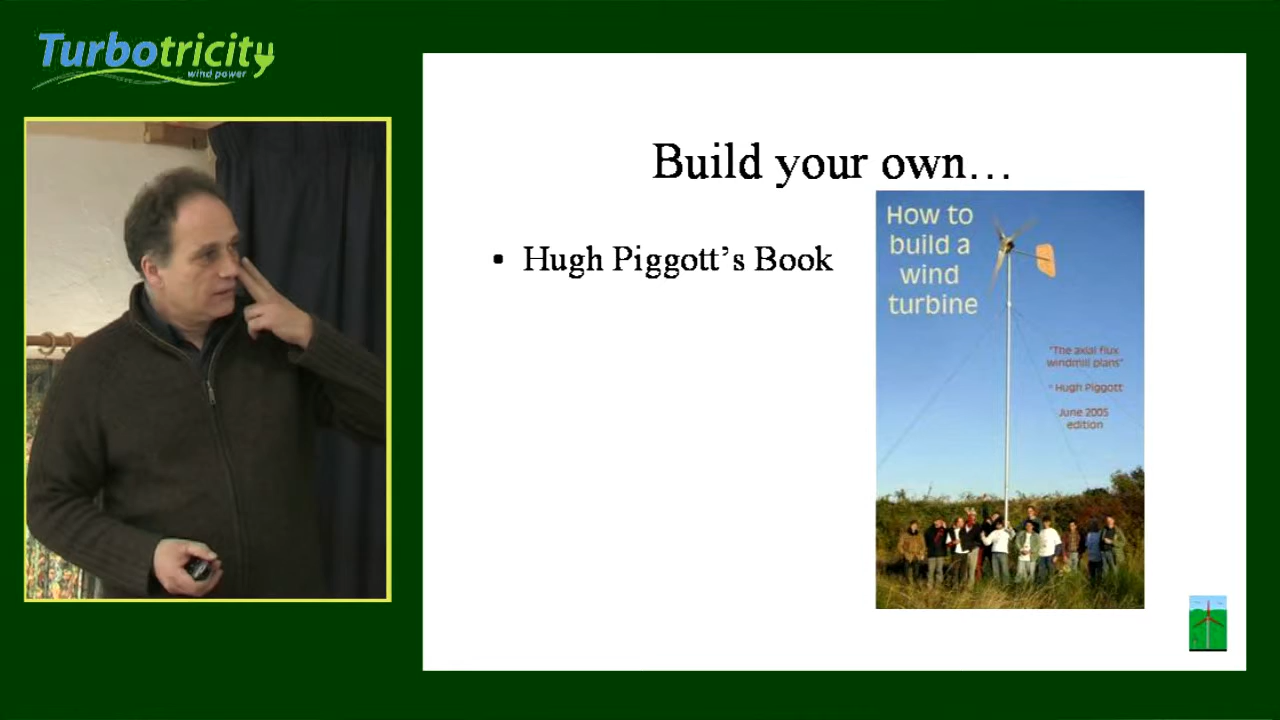 Turbotricity
wind power
Build your own…
• Hugh Piggott’s Book
How to
build a
wind
turbine
"The axial flux
windmill plans"
- Hugh Piggott
June 2005
edition